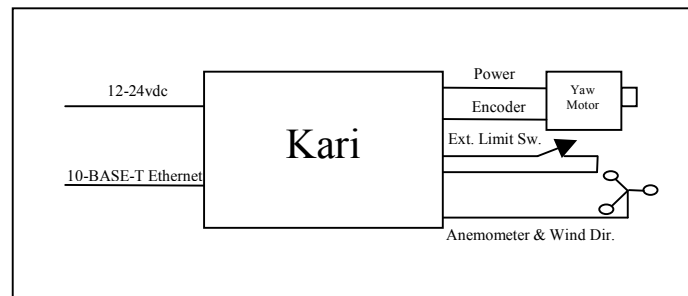 12-24vdc
10-BASE-T Ethernet
Kari
Power
Encoder
Yaw
Motor
Ext. Limit Sw.
Anemometer & Wind Dir.